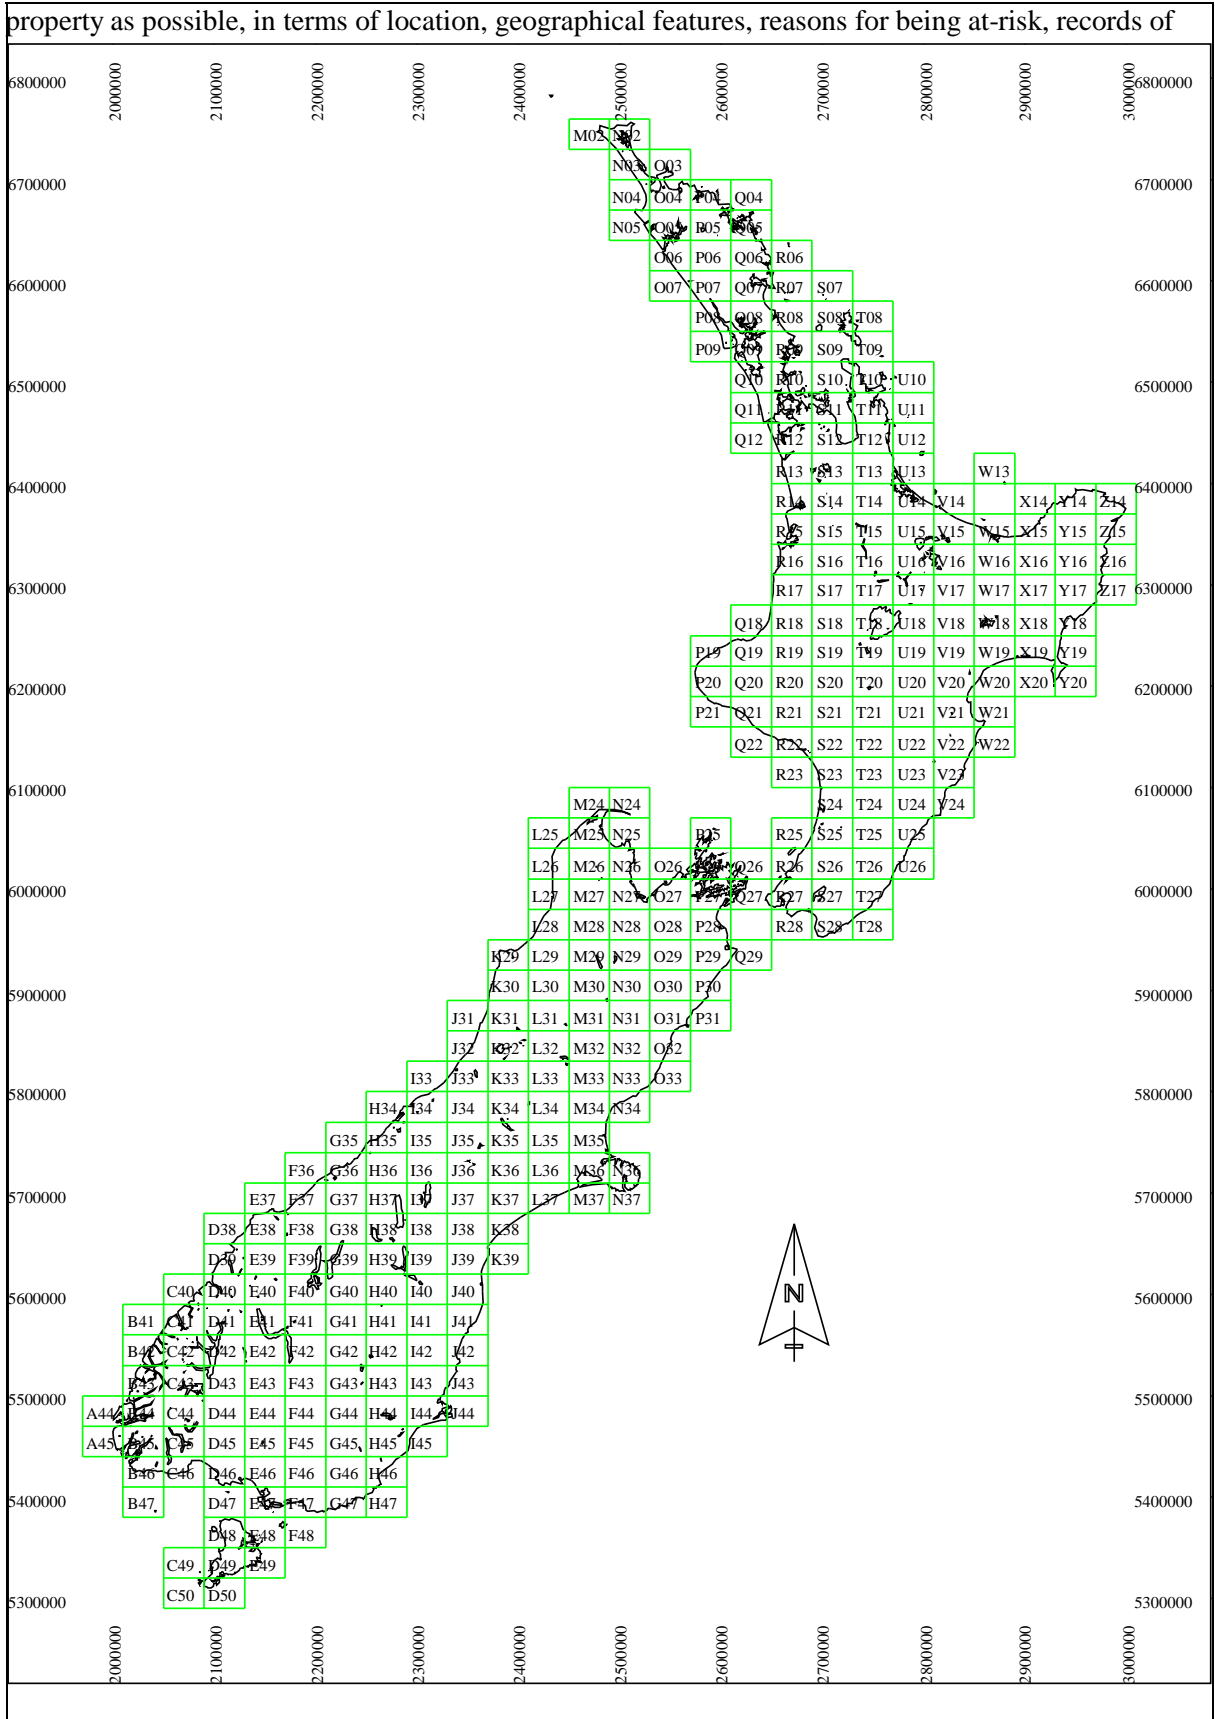 property as possible, in terms of location, geographical features, reasons for being at-risk, records of
2000000 2100000 2200000 2300000 2400000 2500000 2600000 2700000 2800000 2900000 3000000
6800000 6800000
M02 N02
N03 O03
6700000 6700000
N04 O04 P04 Q04
N05 O05 P05 Q05
O06 P06 Q06 R06
6600000 6600000
O07 P07 Q07 R07 S07
P08 Q08 R08 S08 T08
P09 Q09 R09 S09 T09
6500000 6500000
Q10 R10 S10 T10 U10
Q11 R11 S11 T11 U11
Q12 R12 S12 T12 U12
R13 S13 T13 U13 W13
6400000 6400000
R14 S14 T14 U14 V14 X14 Y14 Z14
R15 S15 T15 U15 V15 W15 X15 Y15 Z15
R16 S16 T16 U16 V16 W16 X16 Y16 Z16
6300000 6300000
R17 S17 T17 U17 V17 W17 X17 Y17 Z17
Q18 R18 S18 T18 U18 V18 W18 X18 Y18
P19 Q19 R19 S19 T19 U19 V19 W19 X19 Y19
6200000 6200000
P20 Q20 R20 S20 T20 U20 V20 W20 X20 Y20
P21 Q21 R21 S21 T21 U21 V21 W21
Q22 R22 S22 T22 U22 V22 W22
R23 S23 T23 U23 V23
6100000 6100000
M24 N24 S24 T24 U24 V24
L25 M25 N25 P25 R25 S25 T25 U25
L26 M26 N26 O26 Q26 R26 S26 T26 U26
6000000 6000000
L27 M27 N27 O27 P27 Q27 R27 S27 T27
L28 M28 N28 O28 P28 R28 S28 T28
K29 L29 M29 N29 O29 P29 Q29
5900000 5900000
K30 L30 M30 N30 O30 P30
J31 K31 L31 M31 N31 O31 P31
J32 K32 L32 M32 N32 O32
I33 J33 K33 L33 M33 N33 O33
5800000 5800000
H34 I34 J34 K34 L34 M34 N34
G35 H35 I35 J35 K35 L35 M35
F36 G36 H36 I36 J36 K36 L36 M36 N36
5700000 5700000
E37 F37 G37 H37 I37 J37 K37 L37 M37 N37
D38 E38 F38 G38 H38 I38 J38 K38
D39 E39 F39 G39 H39 I39 J39 K39
5600000 5600000
C40 D40 E40 F40 G40 H40 I40 J40
B41 C41 D41 E41 F41 G41 H41 I41 J41
B42 C42 D42 E42 F42 G42 H42 I42 J42
B43 C43 D43 E43 F43 G43 H43 I43 J43
5500000 5500000
A44 B44 C44 D44 E44 F44 G44 H44 I44 J44
A45 B45 C45 D45 E45 F45 G45 H45 I45
B46 C46 D46 E46 F46 G46 H46
5400000 5400000
B47 D47 E47 F47 G47 H47
D48 E48 F48
C49 D49 E49
5300000 5300000
C50 D50
N
2000000 2100000 2200000 2300000 2400000 2500000 2600000 2700000 2800000 2900000 3000000